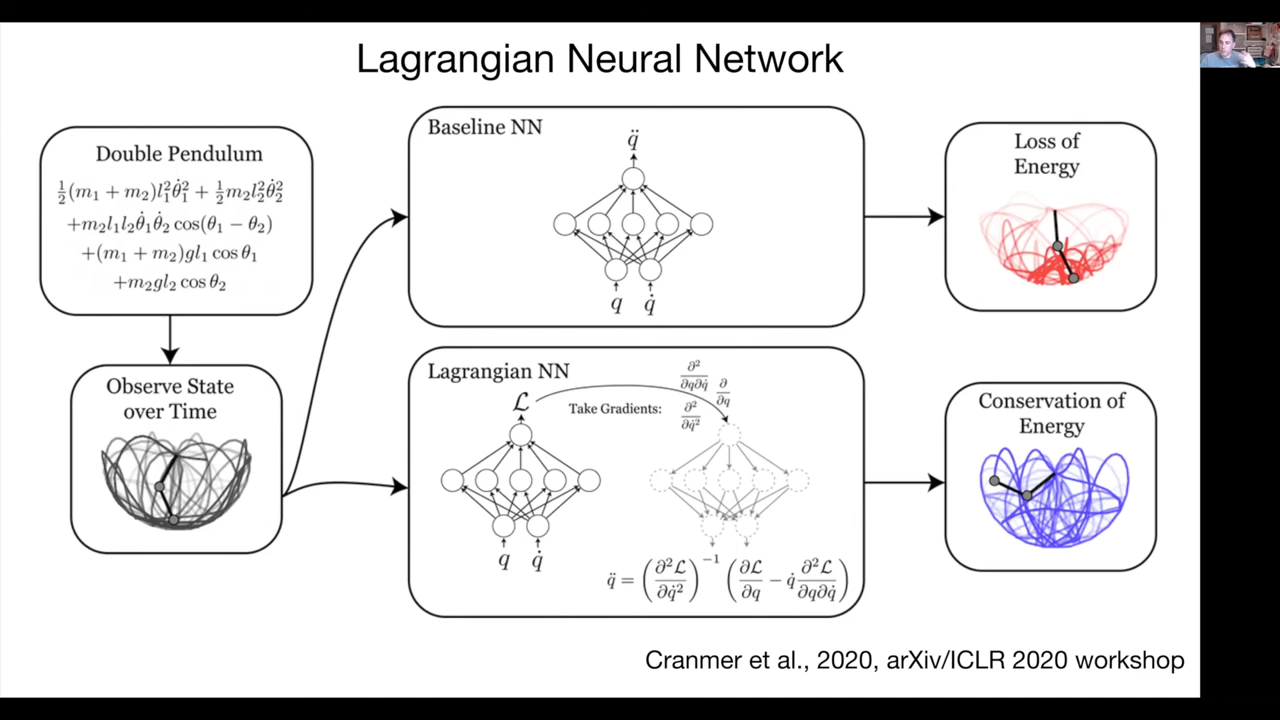 Lagrangian Neural Network
Double Pendulum
½(m₁ + m₂)l₁²θ̇₁² + ½m₂l₂²θ̇₂²
+m₂l₁l₂θ̇₁θ̇₂ cos(θ₁ − θ₂)
+(m₁ + m₂)gl₁ cos θ₁
+m₂gl₂ cos θ₂
Observe State
over Time
Baseline NN
q̈
q q̇
Loss of
Energy
Lagrangian NN
ℒ
Take Gradients:
∂²/∂q∂q̇ ∂/∂q
∂²/∂q̇²
q q̇
q̈ = (∂²ℒ/∂q̇²)⁻¹ (∂ℒ/∂q − q̇ ∂²ℒ/∂q∂q̇)
Conservation of
Energy
Cranmer et al., 2020, arXiv/ICLR 2020 workshop